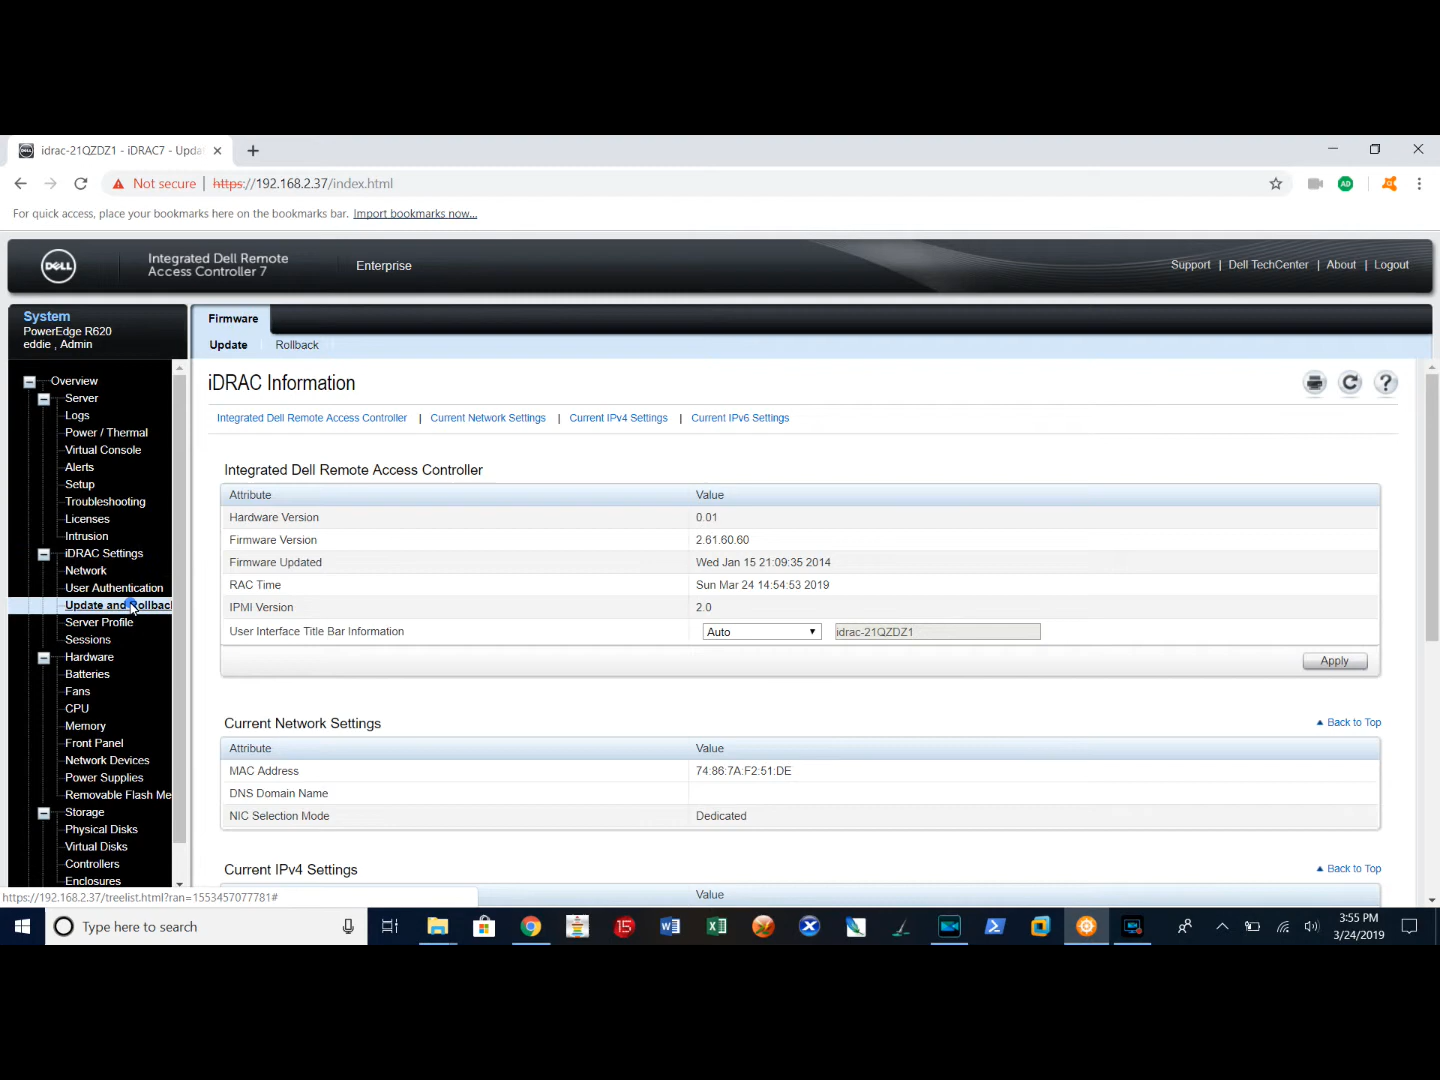 idrac-21QZDZ1 - iDRAC7 - Upda
Not secure | https://192.168.2.37/index.html
For quick access, place your bookmarks here on the bookmarks bar. Import bookmarks now...
DELL
Integrated Dell Remote
Access Controller 7
Enterprise
Support | Dell TechCenter | About | Logout
System
PowerEdge R620
eddie , Admin
Overview
Server
Logs
Power / Thermal
Virtual Console
Alerts
Setup
Troubleshooting
Licenses
Intrusion
iDRAC Settings
Network
User Authentication
Update and Rollback
Server Profile
Sessions
Hardware
Batteries
Fans
CPU
Memory
Front Panel
Network Devices
Power Supplies
Removable Flash Me
Storage
Physical Disks
Virtual Disks
Controllers
Enclosures
Firmware
Update Rollback
iDRAC Information
Integrated Dell Remote Access Controller | Current Network Settings | Current IPv4 Settings | Current IPv6 Settings
Integrated Dell Remote Access Controller
Attribute Value
Hardware Version 0.01
Firmware Version 2.61.60.60
Firmware Updated Wed Jan 15 21:09:35 2014
RAC Time Sun Mar 24 14:54:53 2019
IPMI Version 2.0
User Interface Title Bar Information Auto idrac-21QZDZ1
Apply
Current Network Settings Back to Top
Attribute Value
MAC Address 74:86:7A:F2:51:DE
DNS Domain Name
NIC Selection Mode Dedicated
Current IPv4 Settings Back to Top
Value
https://192.168.2.37/treelist.html?ran=1553457077781#
Type here to search
15
3:55 PM
3/24/2019